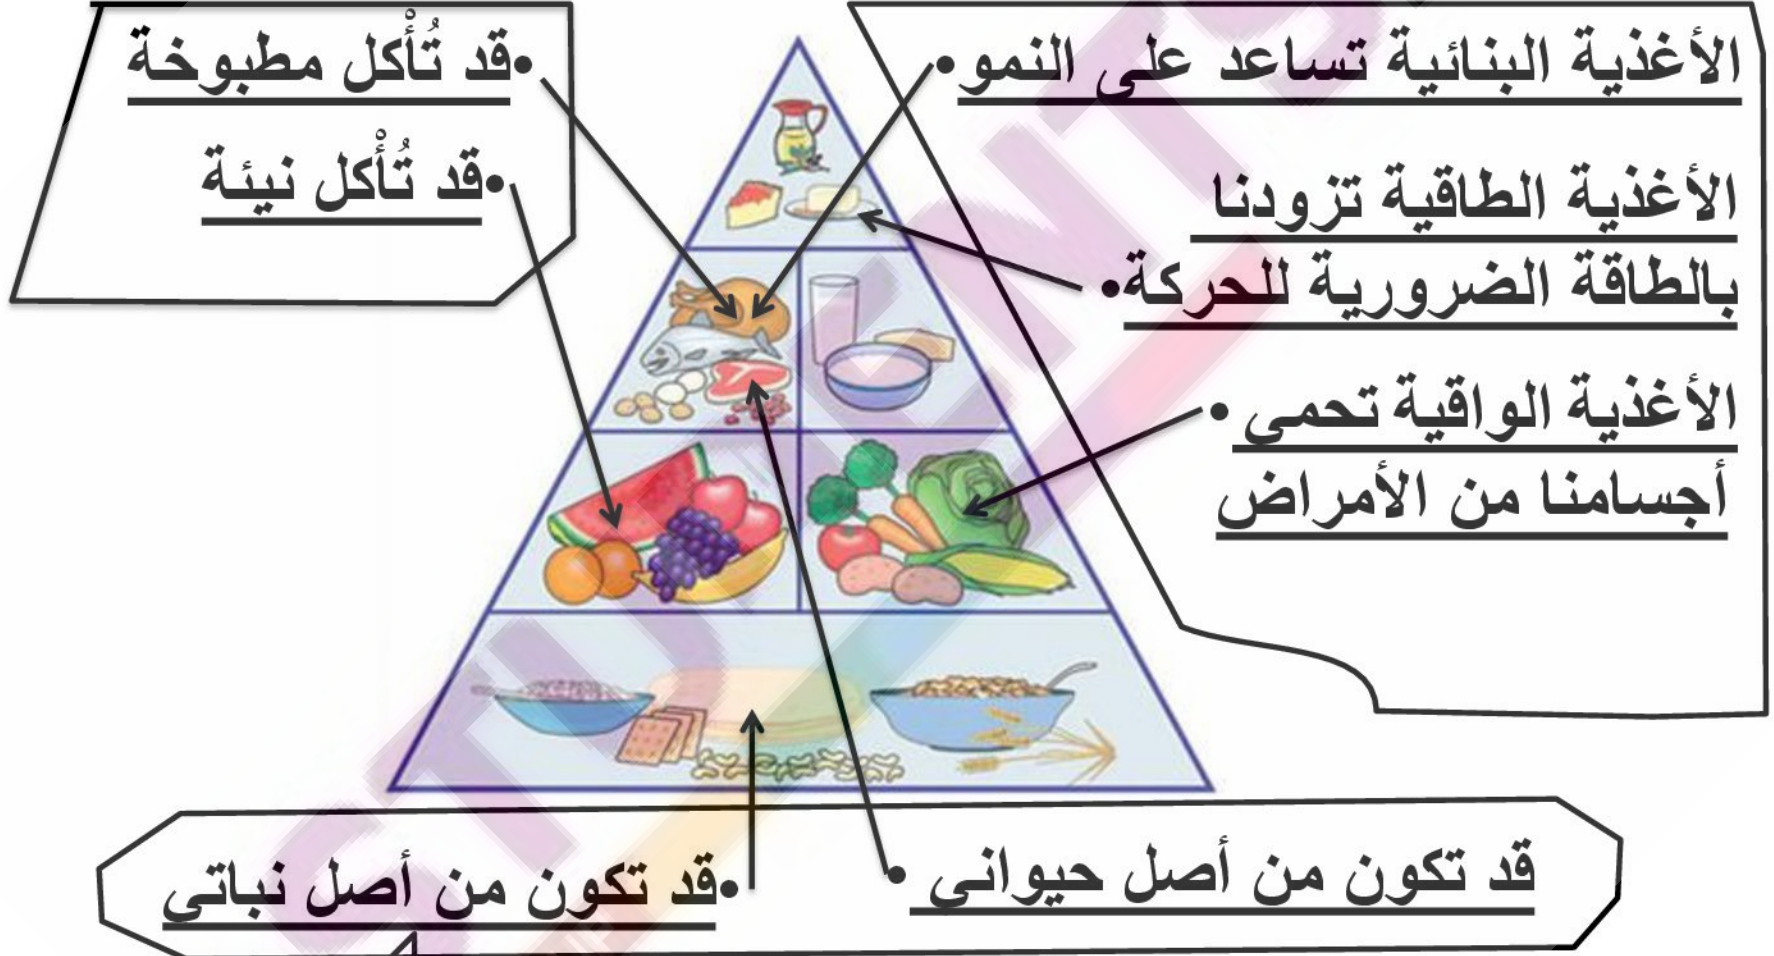 الأغذية البنائية تساعد على النمو•
الأغذية الطاقية تزودنا
بالطاقة الضرورية للحركة•
الأغذية الواقية تحمي •
أجسامنا من الأمراض
•قد تُأْكل مطبوخة
•قد تُأْكل نيئة
قد تكون من أصل حيواني •
•قد تكون من أصل نباتي
STUDENTS